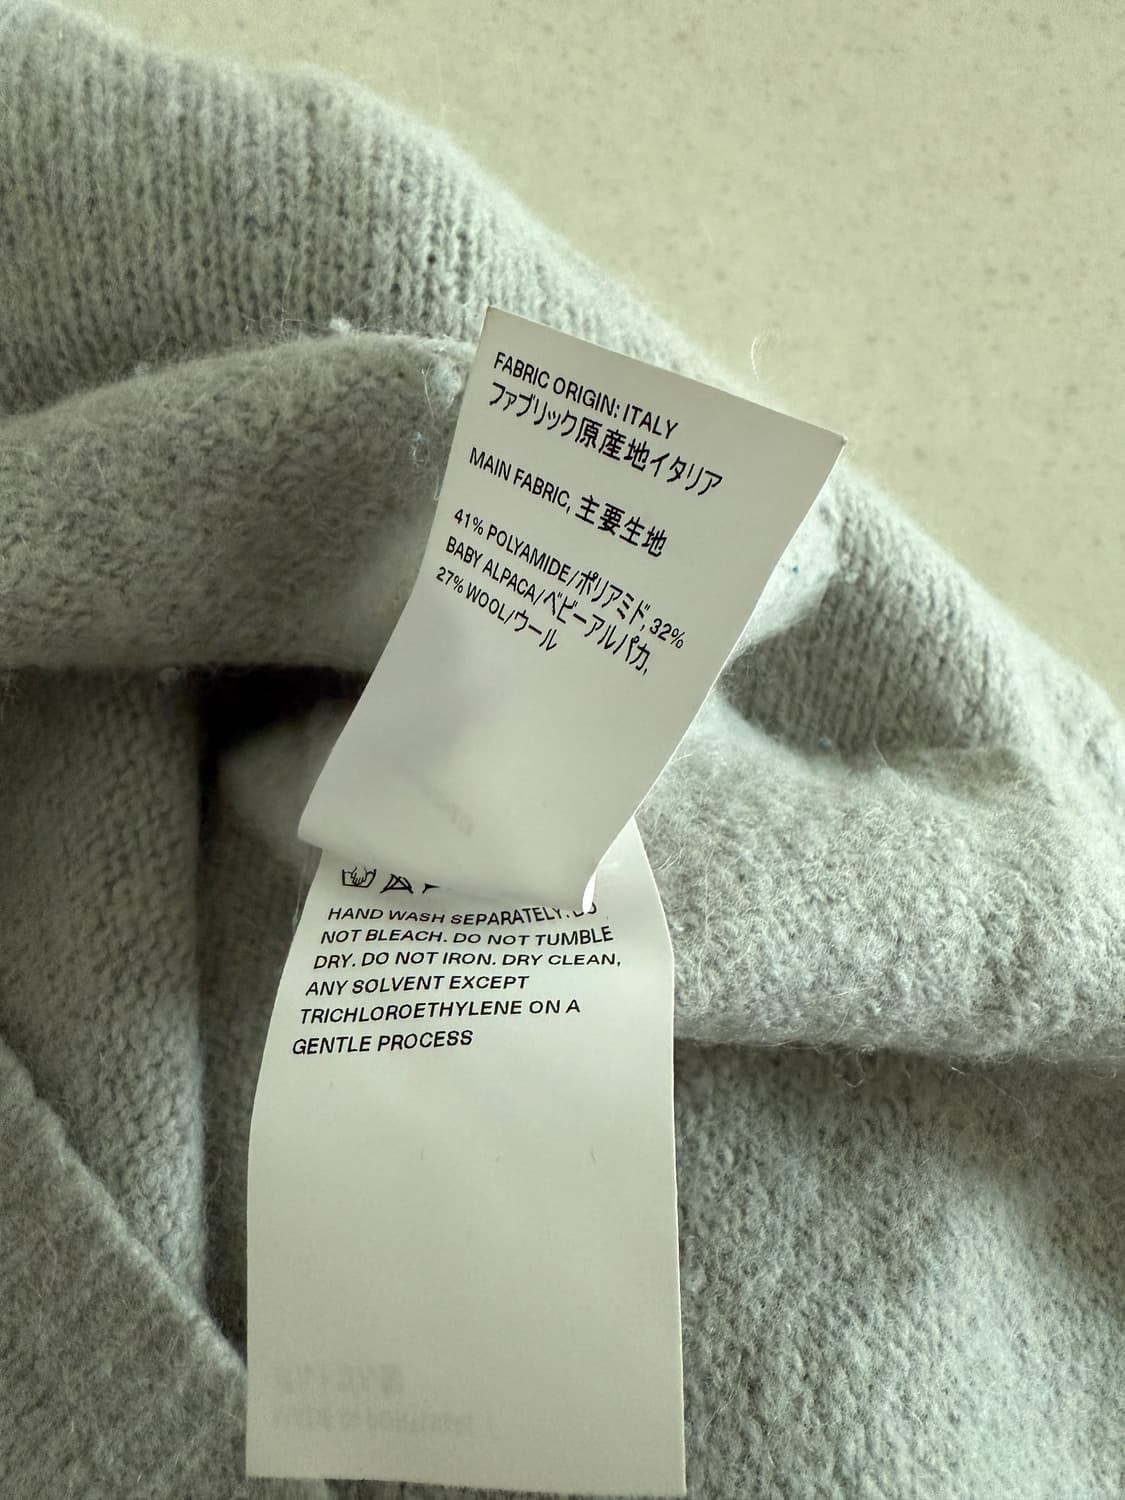 FABRIC ORIGIN: ITALY
ファブリック原産地イタリア
MAIN FABRIC, 主要生地
41% POLYAMIDE/ポリアミド, 32%
BABY ALPACA/ベビーアルパカ,
27% WOOL/ウール
HAND WASH SEPARATELY. DO
NOT BLEACH. DO NOT TUMBLE
DRY. DO NOT IRON. DRY CLEAN,
ANY SOLVENT EXCEPT
TRICHLOROETHYLENE ON A
GENTLE PROCESS